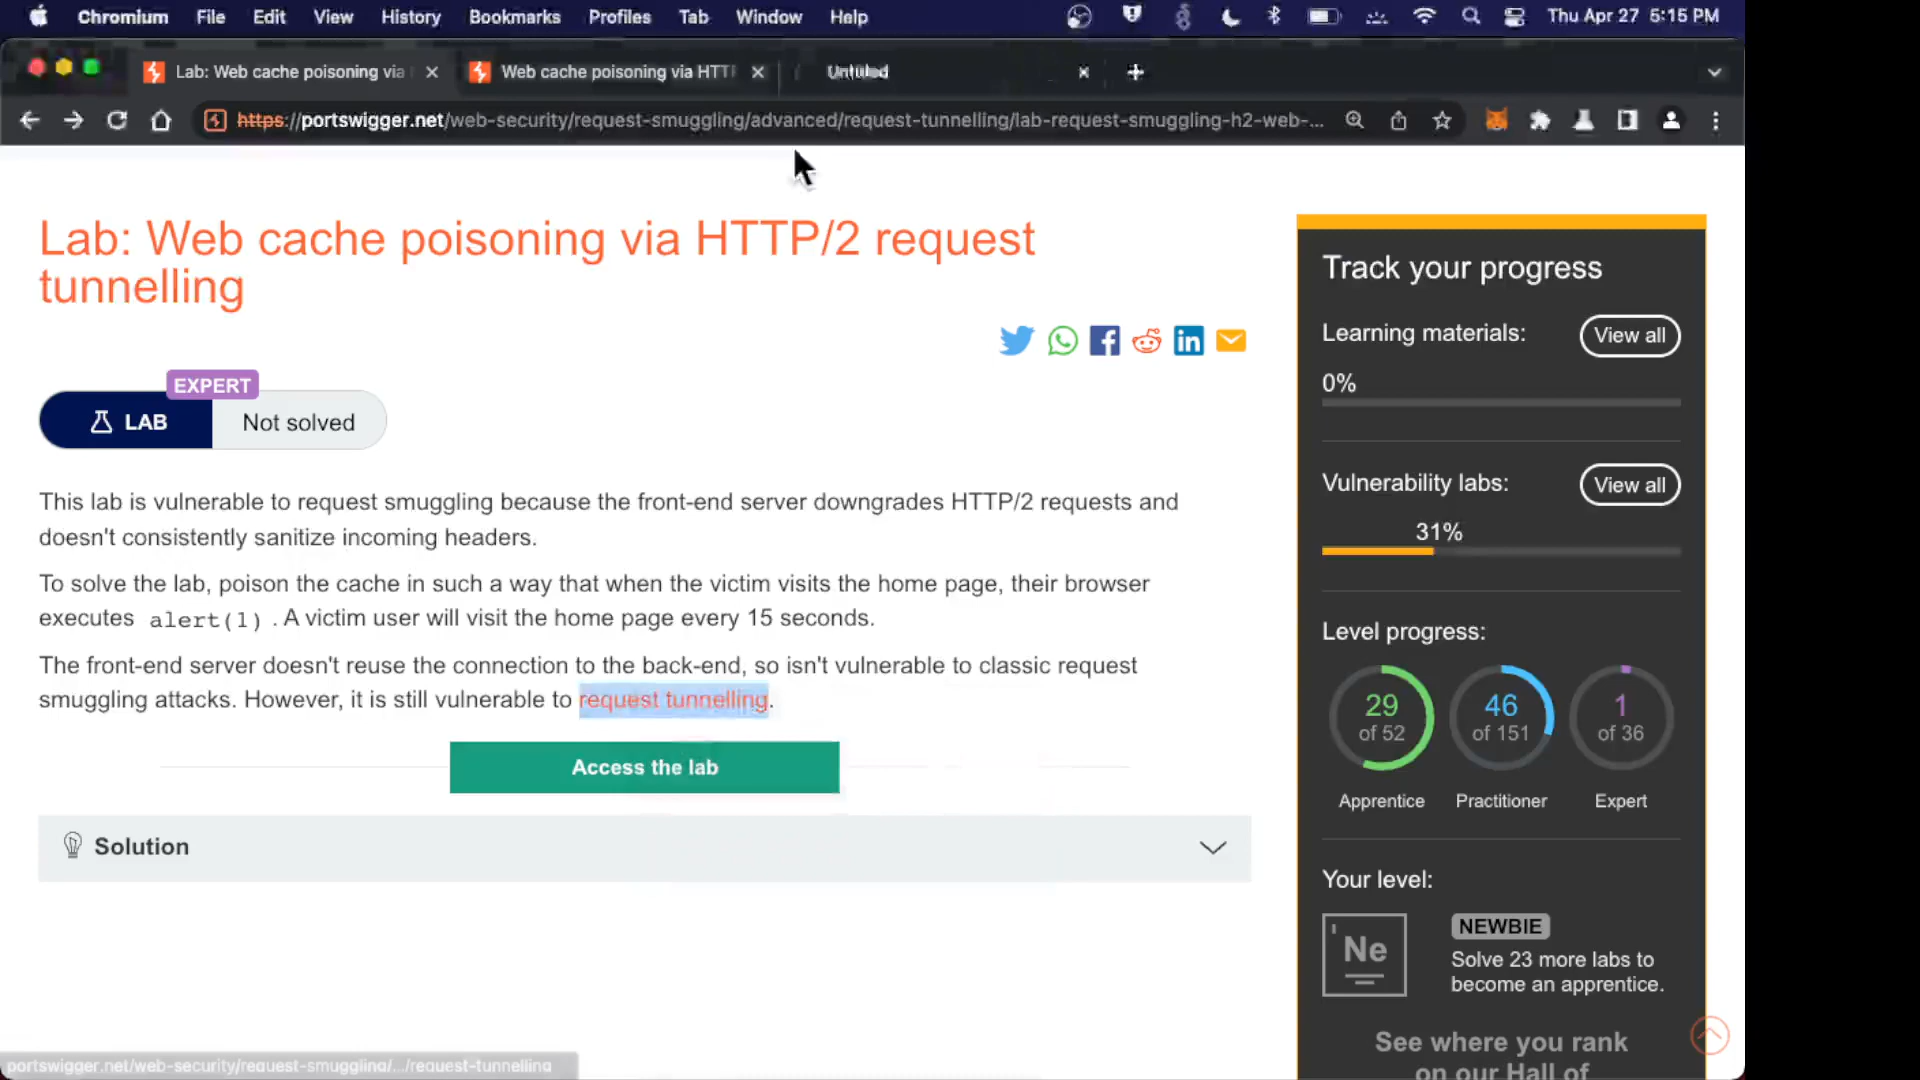 Chromium File Edit View History Bookmarks Profiles Tab Window Help Thu Apr 27 5:15 PM
Lab: Web cache poisoning via Web cache poisoning via HTTP Untitled
https://portswigger.net/web-security/request-smuggling/advanced/request-tunnelling/lab-request-smuggling-h2-web-...
Lab: Web cache poisoning via HTTP/2 request
tunnelling
EXPERT
LAB Not solved
This lab is vulnerable to request smuggling because the front-end server downgrades HTTP/2 requests and
doesn't consistently sanitize incoming headers.
To solve the lab, poison the cache in such a way that when the victim visits the home page, their browser
executes alert(1) . A victim user will visit the home page every 15 seconds.
The front-end server doesn't reuse the connection to the back-end, so isn't vulnerable to classic request
smuggling attacks. However, it is still vulnerable to request tunnelling.
Access the lab
Solution
Track your progress
Learning materials: View all
0%
Vulnerability labs: View all
31%
Level progress:
29 46 1
of 52 of 151 of 36
Apprentice Practitioner Expert
Your level:
Ne
NEWBIE
Solve 23 more labs to
become an apprentice.
See where you rank
on our Hall of
portswigger.net/web-security/request-smuggling/.../request-tunnelling